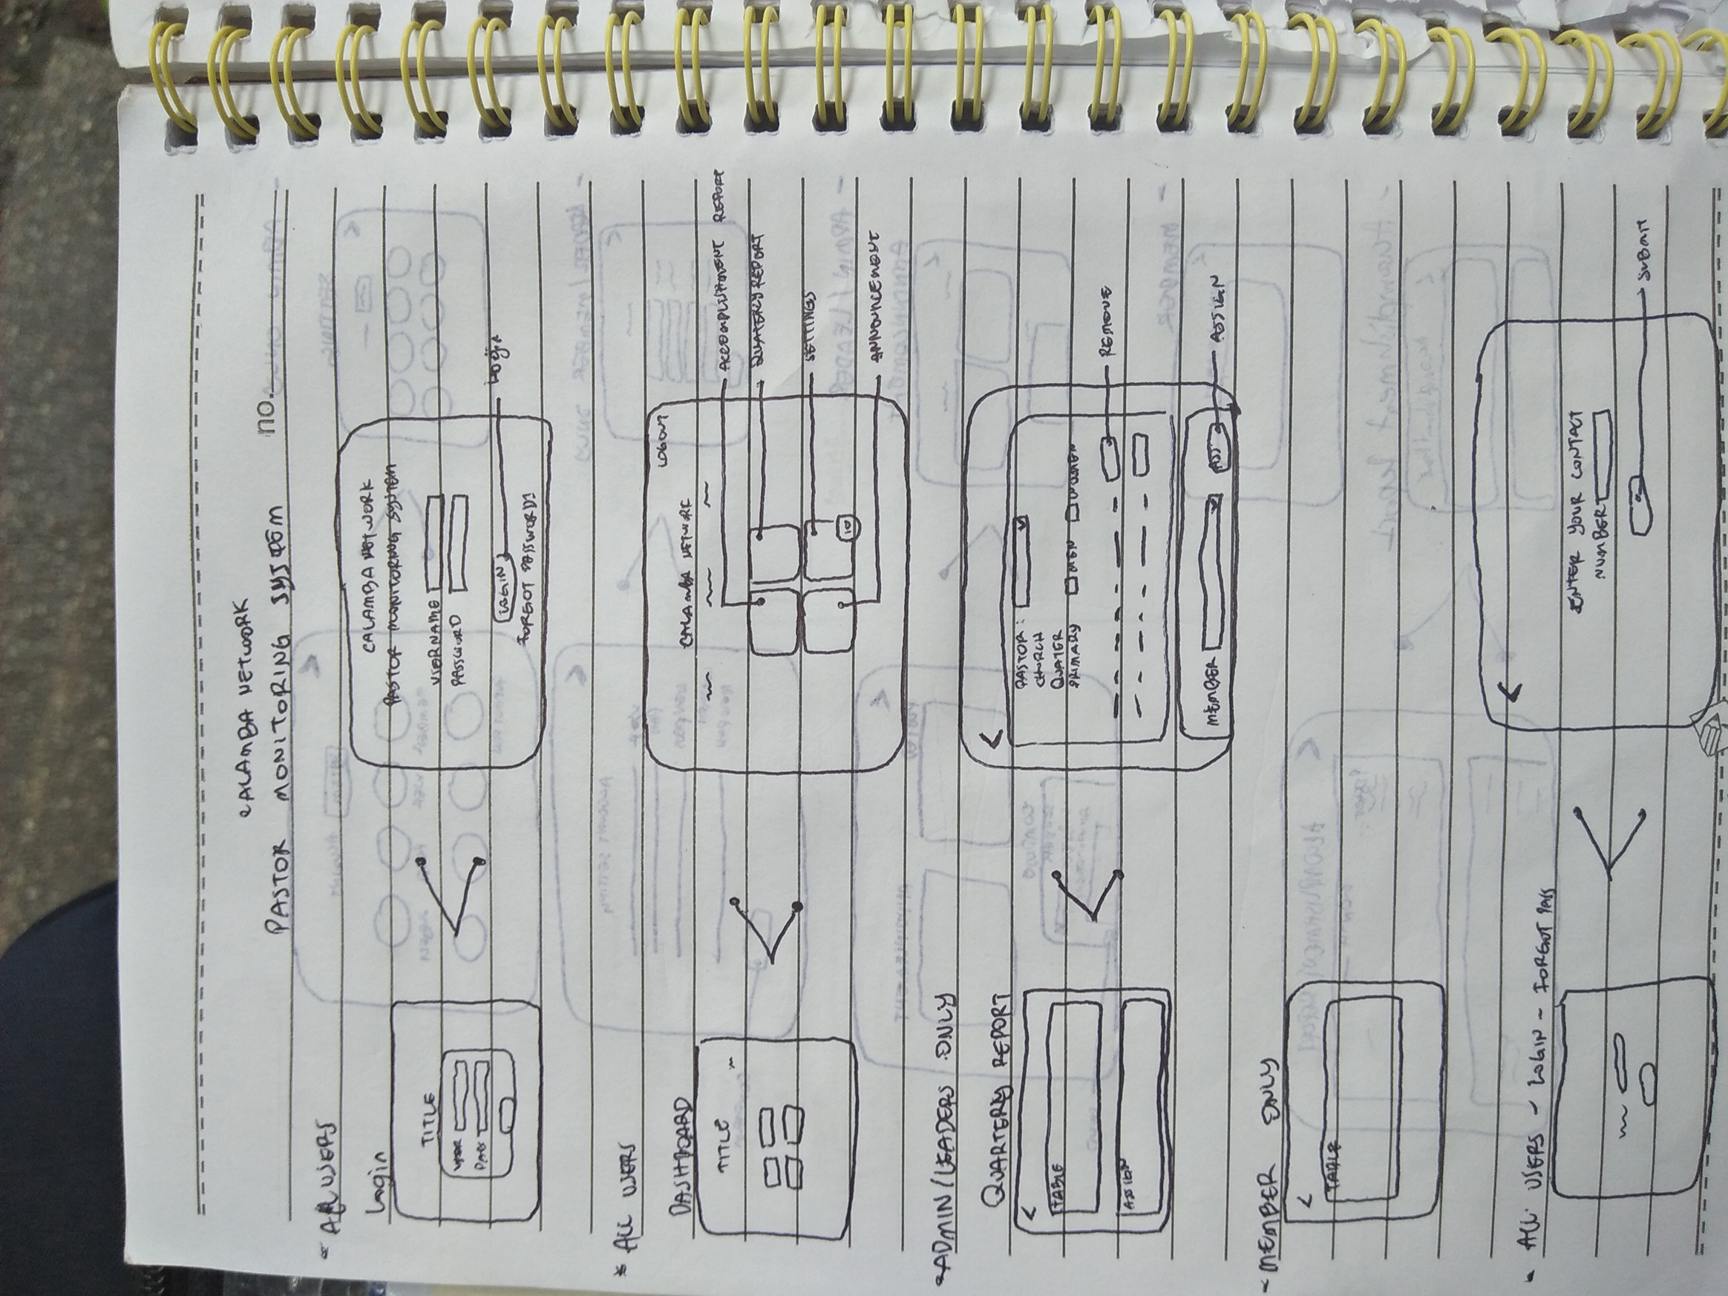 CALAMBA NETWORK
PASTOR MONITORING SYSTEM
no.
ALL USERS
Login
TITLE
USER
PASS
CALAMBA NETWORK
PASTOR MONITORING SYSTEM
USERNAME
PASSWORD
LOGIN
Login
FORGOT PASSWORD?
* ALL USERS
DASHBOARD
TITLE
LOGOUT
CALAMBA NETWORK
ACCOMPLISHMENT REPORT
QUATERLY REPORT
SETTINGS
10
ANNOUNCEMENT
ADMIN/LEADERS ONLY
QUARTERLY REPORT
<
TABLE
ASSIGN
<
PASTOR:
CHURCH
QUATER
PRIMARY MEN WOMEN
REMOVE
MEMBER ASS
ASSIGN
- MEMBER ONLY
<
TABLE
- ALL USERS - LOGIN - FORGOT PASS
<
ENTER YOUR CONTACT
NUMBER
SUBMIT